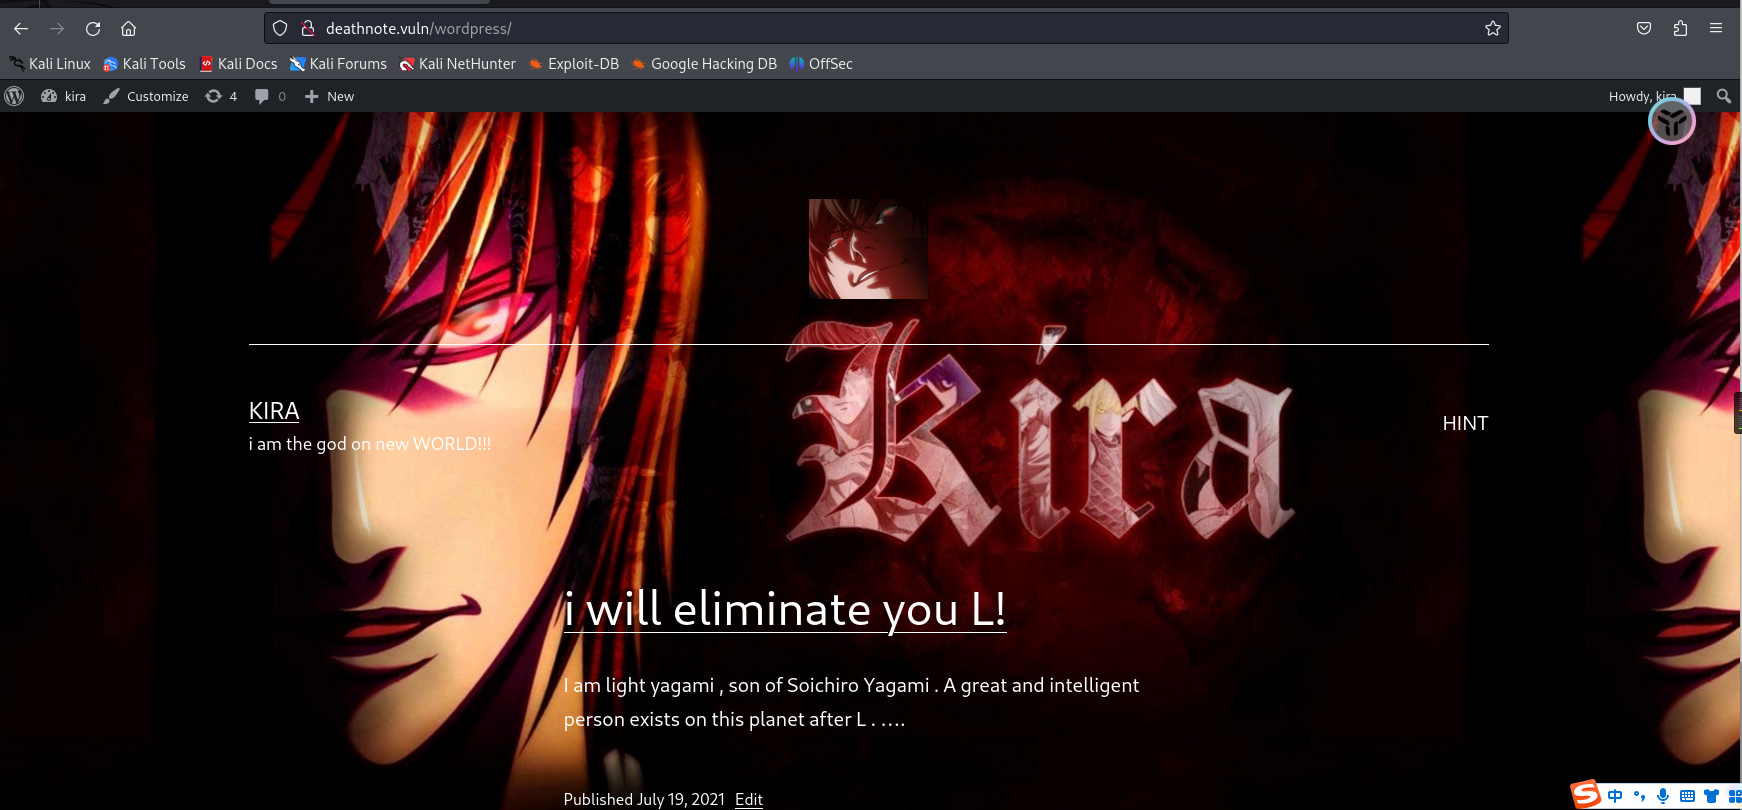 deathnote.vuln/wordpress/
Kali Linux Kali Tools Kali Docs Kali Forums Kali NetHunter Exploit-DB Google Hacking DB OffSec
kira Customize 4 0 New Howdy, kira
Kira
KIRA
i am the god on new WORLD!!!
HINT
i will eliminate you L!
I am light yagami , son of Soichiro Yagami . A great and intelligent
person exists on this planet after L . ….
Published July 19, 2021 Edit
中